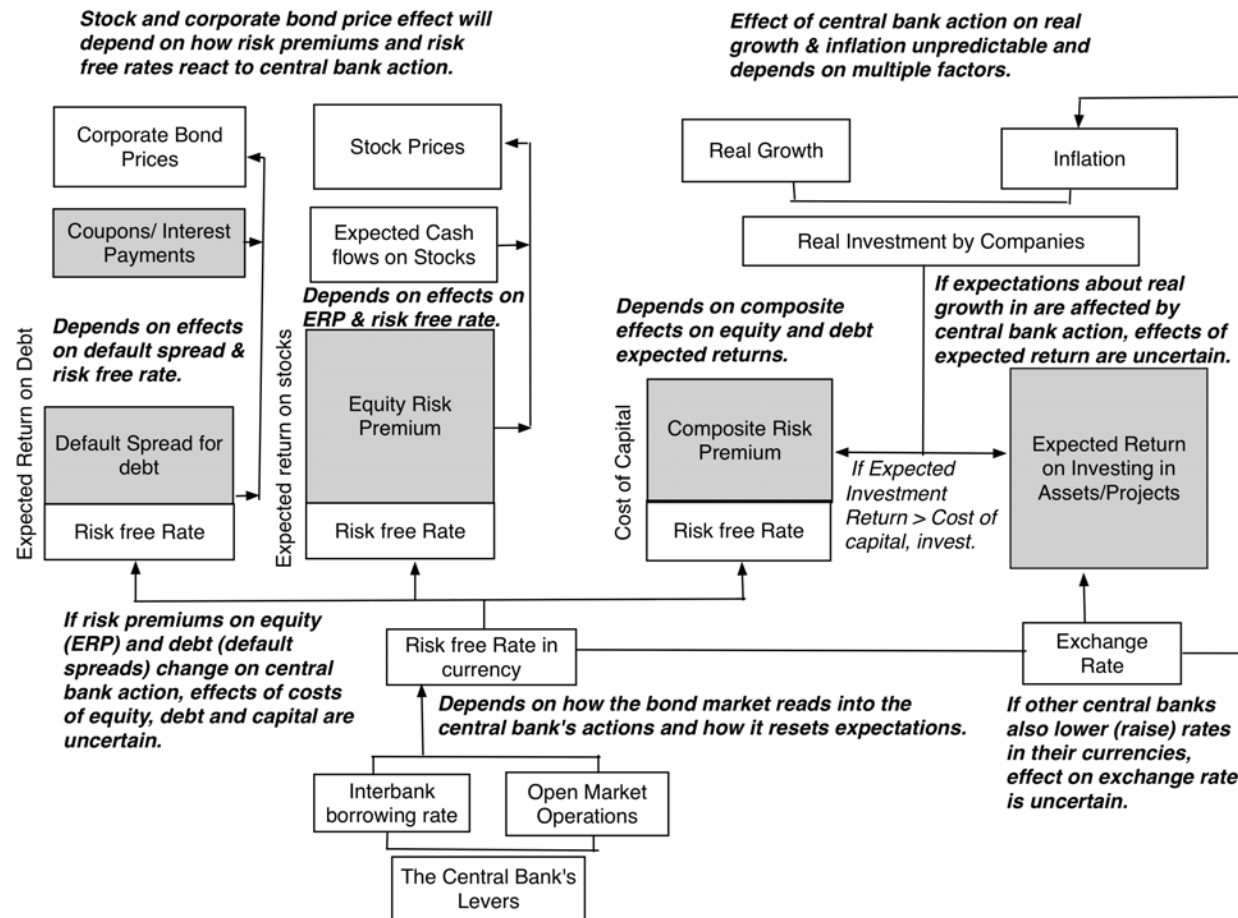 Stock and corporate bond price effect will
depend on how risk premiums and risk
free rates react to central bank action.
Effect of central bank action on real
growth & inflation unpredictable and
depends on multiple factors.
Corporate Bond
Prices
Stock Prices
Real Growth
Inflation
Coupons/ Interest
Payments
Expected Cash
flows on Stocks
Real Investment by Companies
Depends on effects
on default spread &
risk free rate.
Depends on effects on
ERP & risk free rate.
Depends on composite
effects on equity and debt
expected returns.
If expectations about real
growth in are affected by
central bank action, effects of
expected return are uncertain.
Expected Return on Debt
Default Spread for
debt
Risk free Rate
Expected return on stocks
Equity Risk
Premium
Risk free Rate
Cost of Capital
Composite Risk
Premium
Risk free Rate
If Expected
Investment
Return > Cost of
capital, invest.
Expected Return
on Investing in
Assets/Projects
If risk premiums on equity
(ERP) and debt (default
spreads) change on central
bank action, effects of costs
of equity, debt and capital are
uncertain.
Risk free Rate in
currency
Exchange
Rate
Depends on how the bond market reads into the
central bank's actions and how it resets expectations.
If other central banks
also lower (raise) rates
in their currencies,
effect on exchange rate
is uncertain.
Interbank
borrowing rate
Open Market
Operations
The Central Bank's
Levers